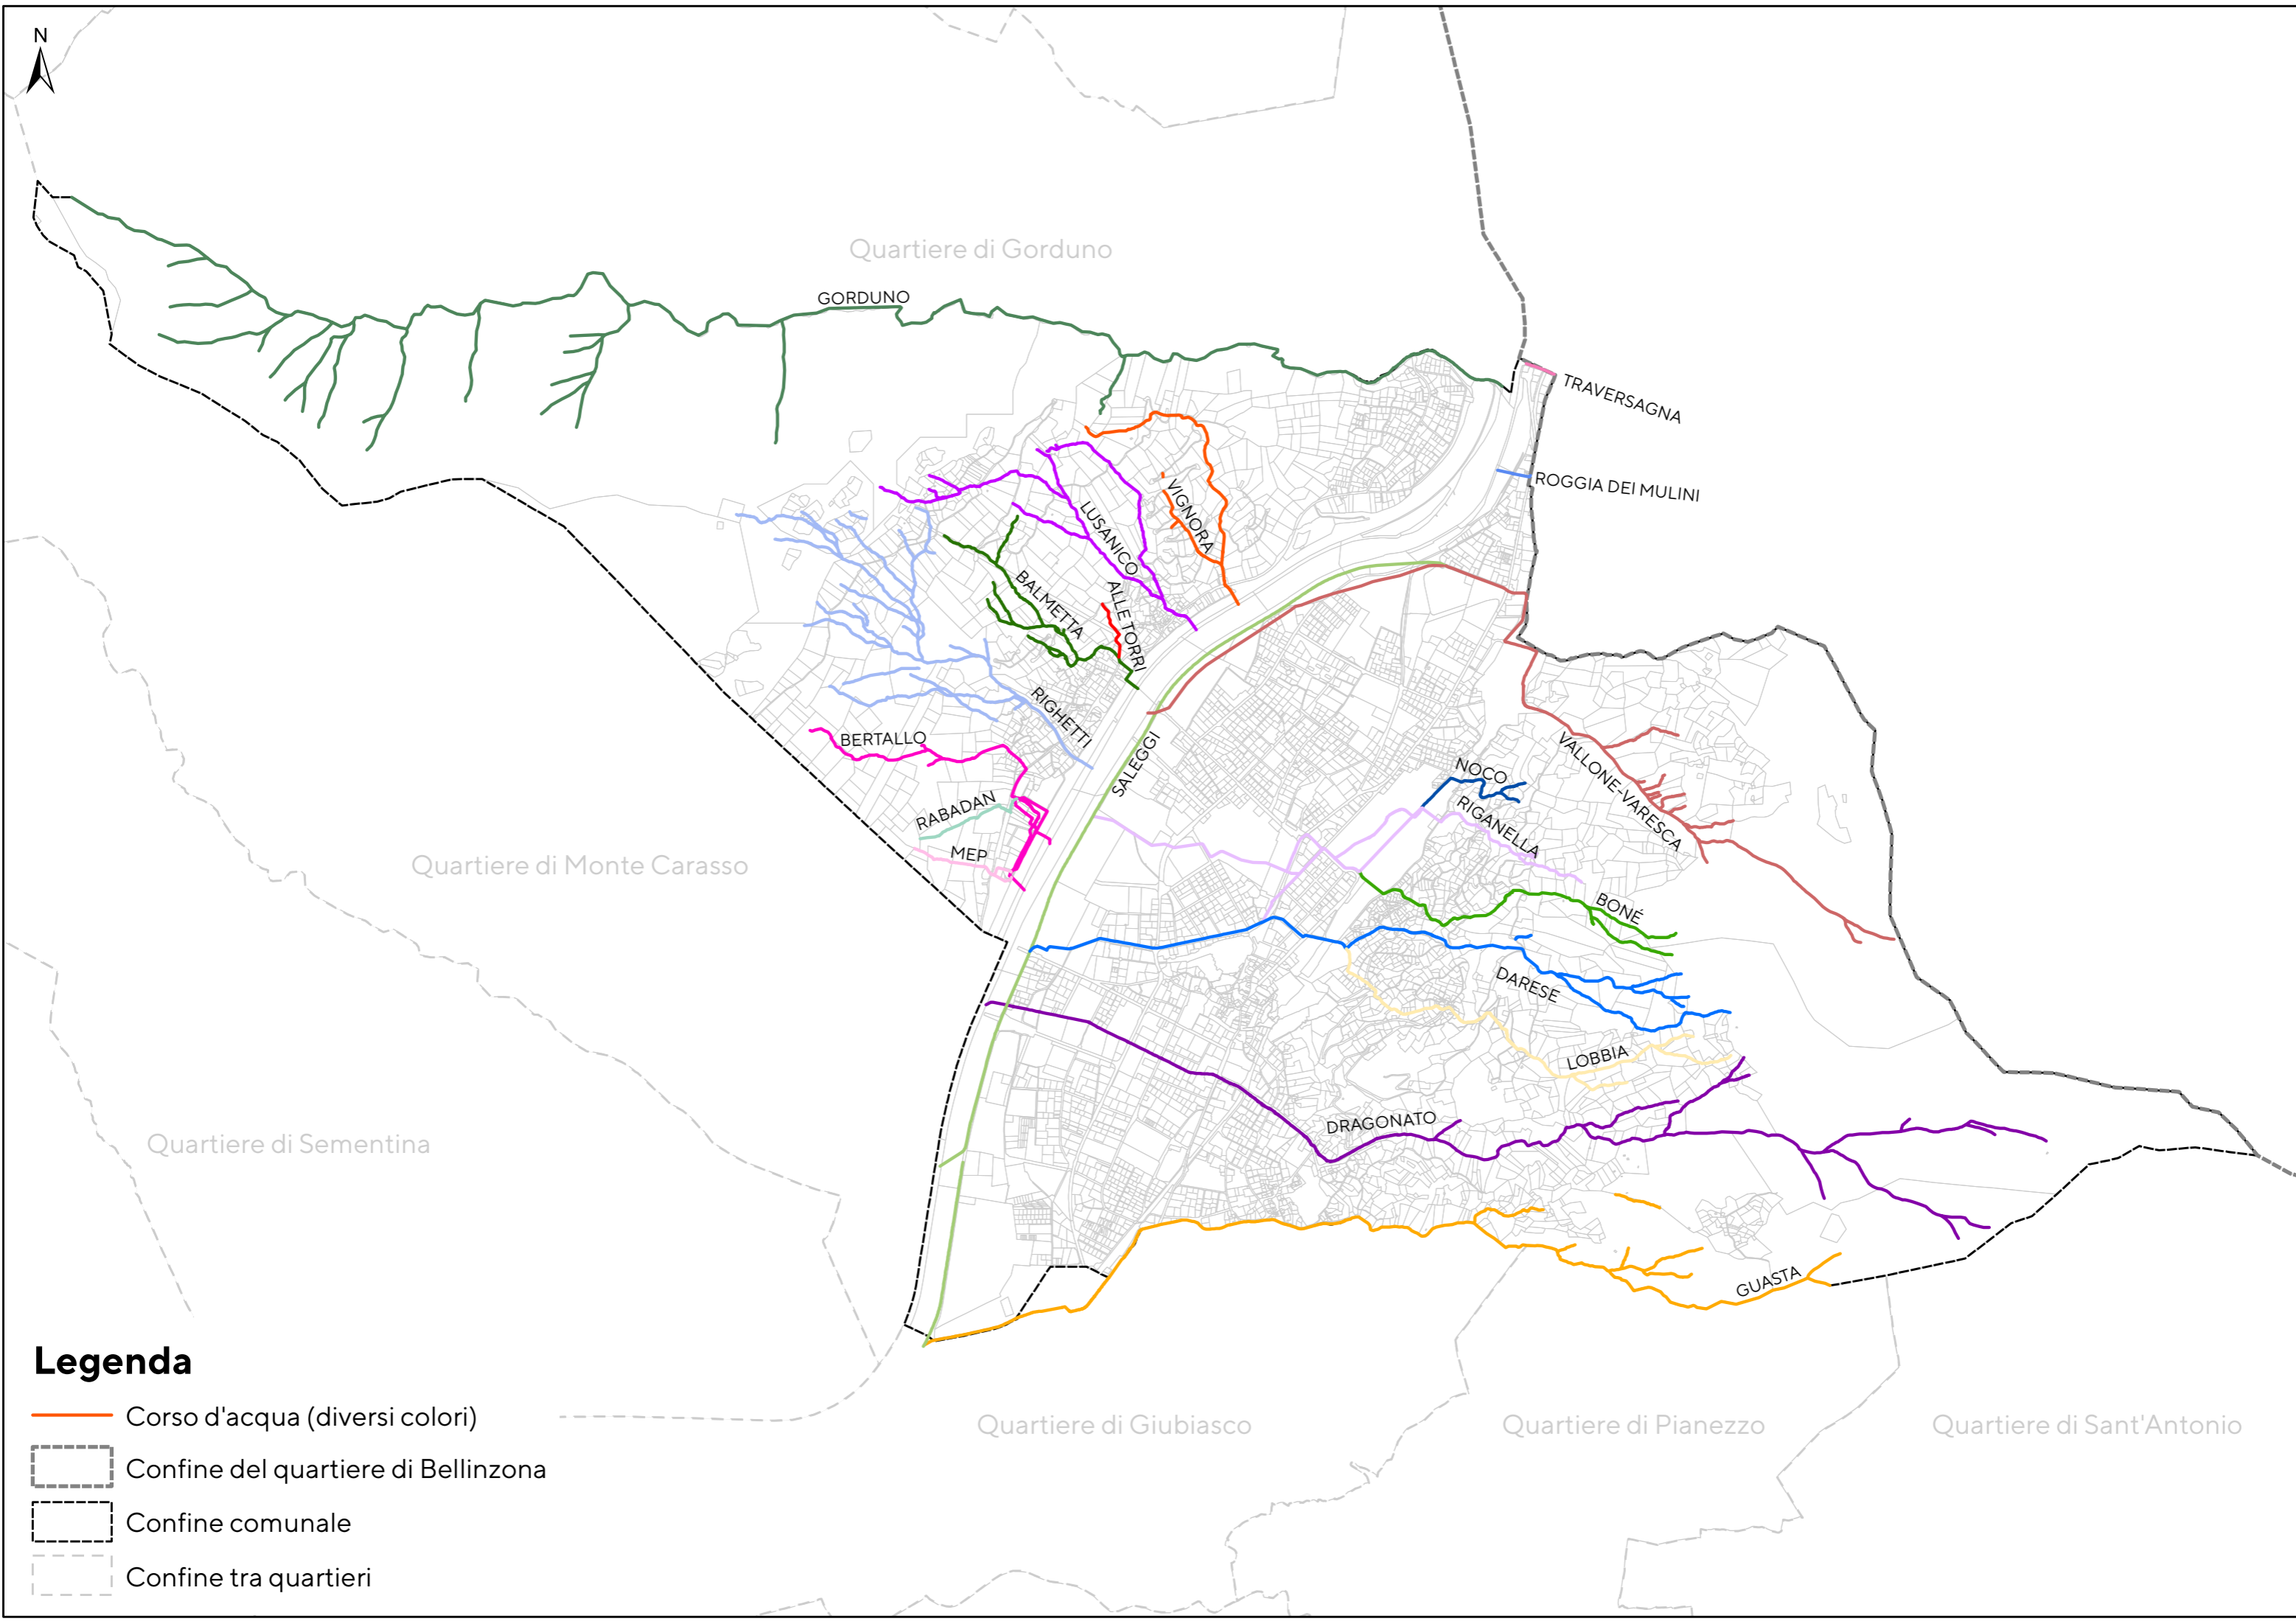 N
Quartiere di Gorduno
GORDUNO
TRAVERSAGNA
ROGGIA DEI MULINI
VIGNORA
LUSANICO
BALMETTA
ALLE TORRI
RIGHETTI
BERTALLO
SALEGGI
VALLONE-VARESCA
NOCO
RIGANELLA
RABADAN
MEP
Quartiere di Monte Carasso
BONÉ
DARESE
LOBBIA
DRAGONATO
Quartiere di Sementina
GUASTA
Quartiere di Giubiasco
Quartiere di Pianezzo
Quartiere di Sant'Antonio
Legenda
Corso d'acqua (diversi colori)
Confine del quartiere di Bellinzona
Confine comunale
Confine tra quartieri